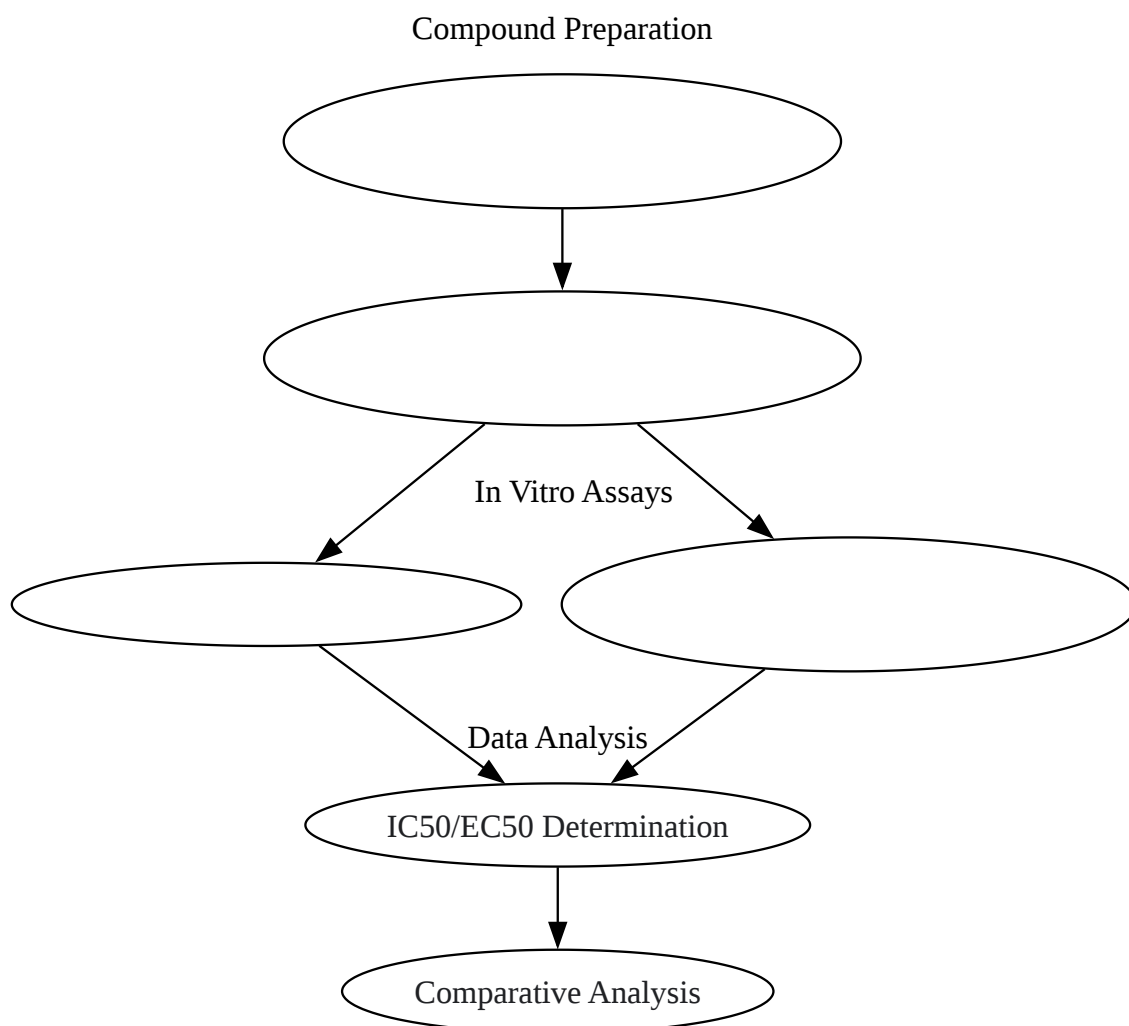 Compound Preparation
In Vitro Assays
Data Analysis
IC50/EC50 Determination
Comparative Analysis